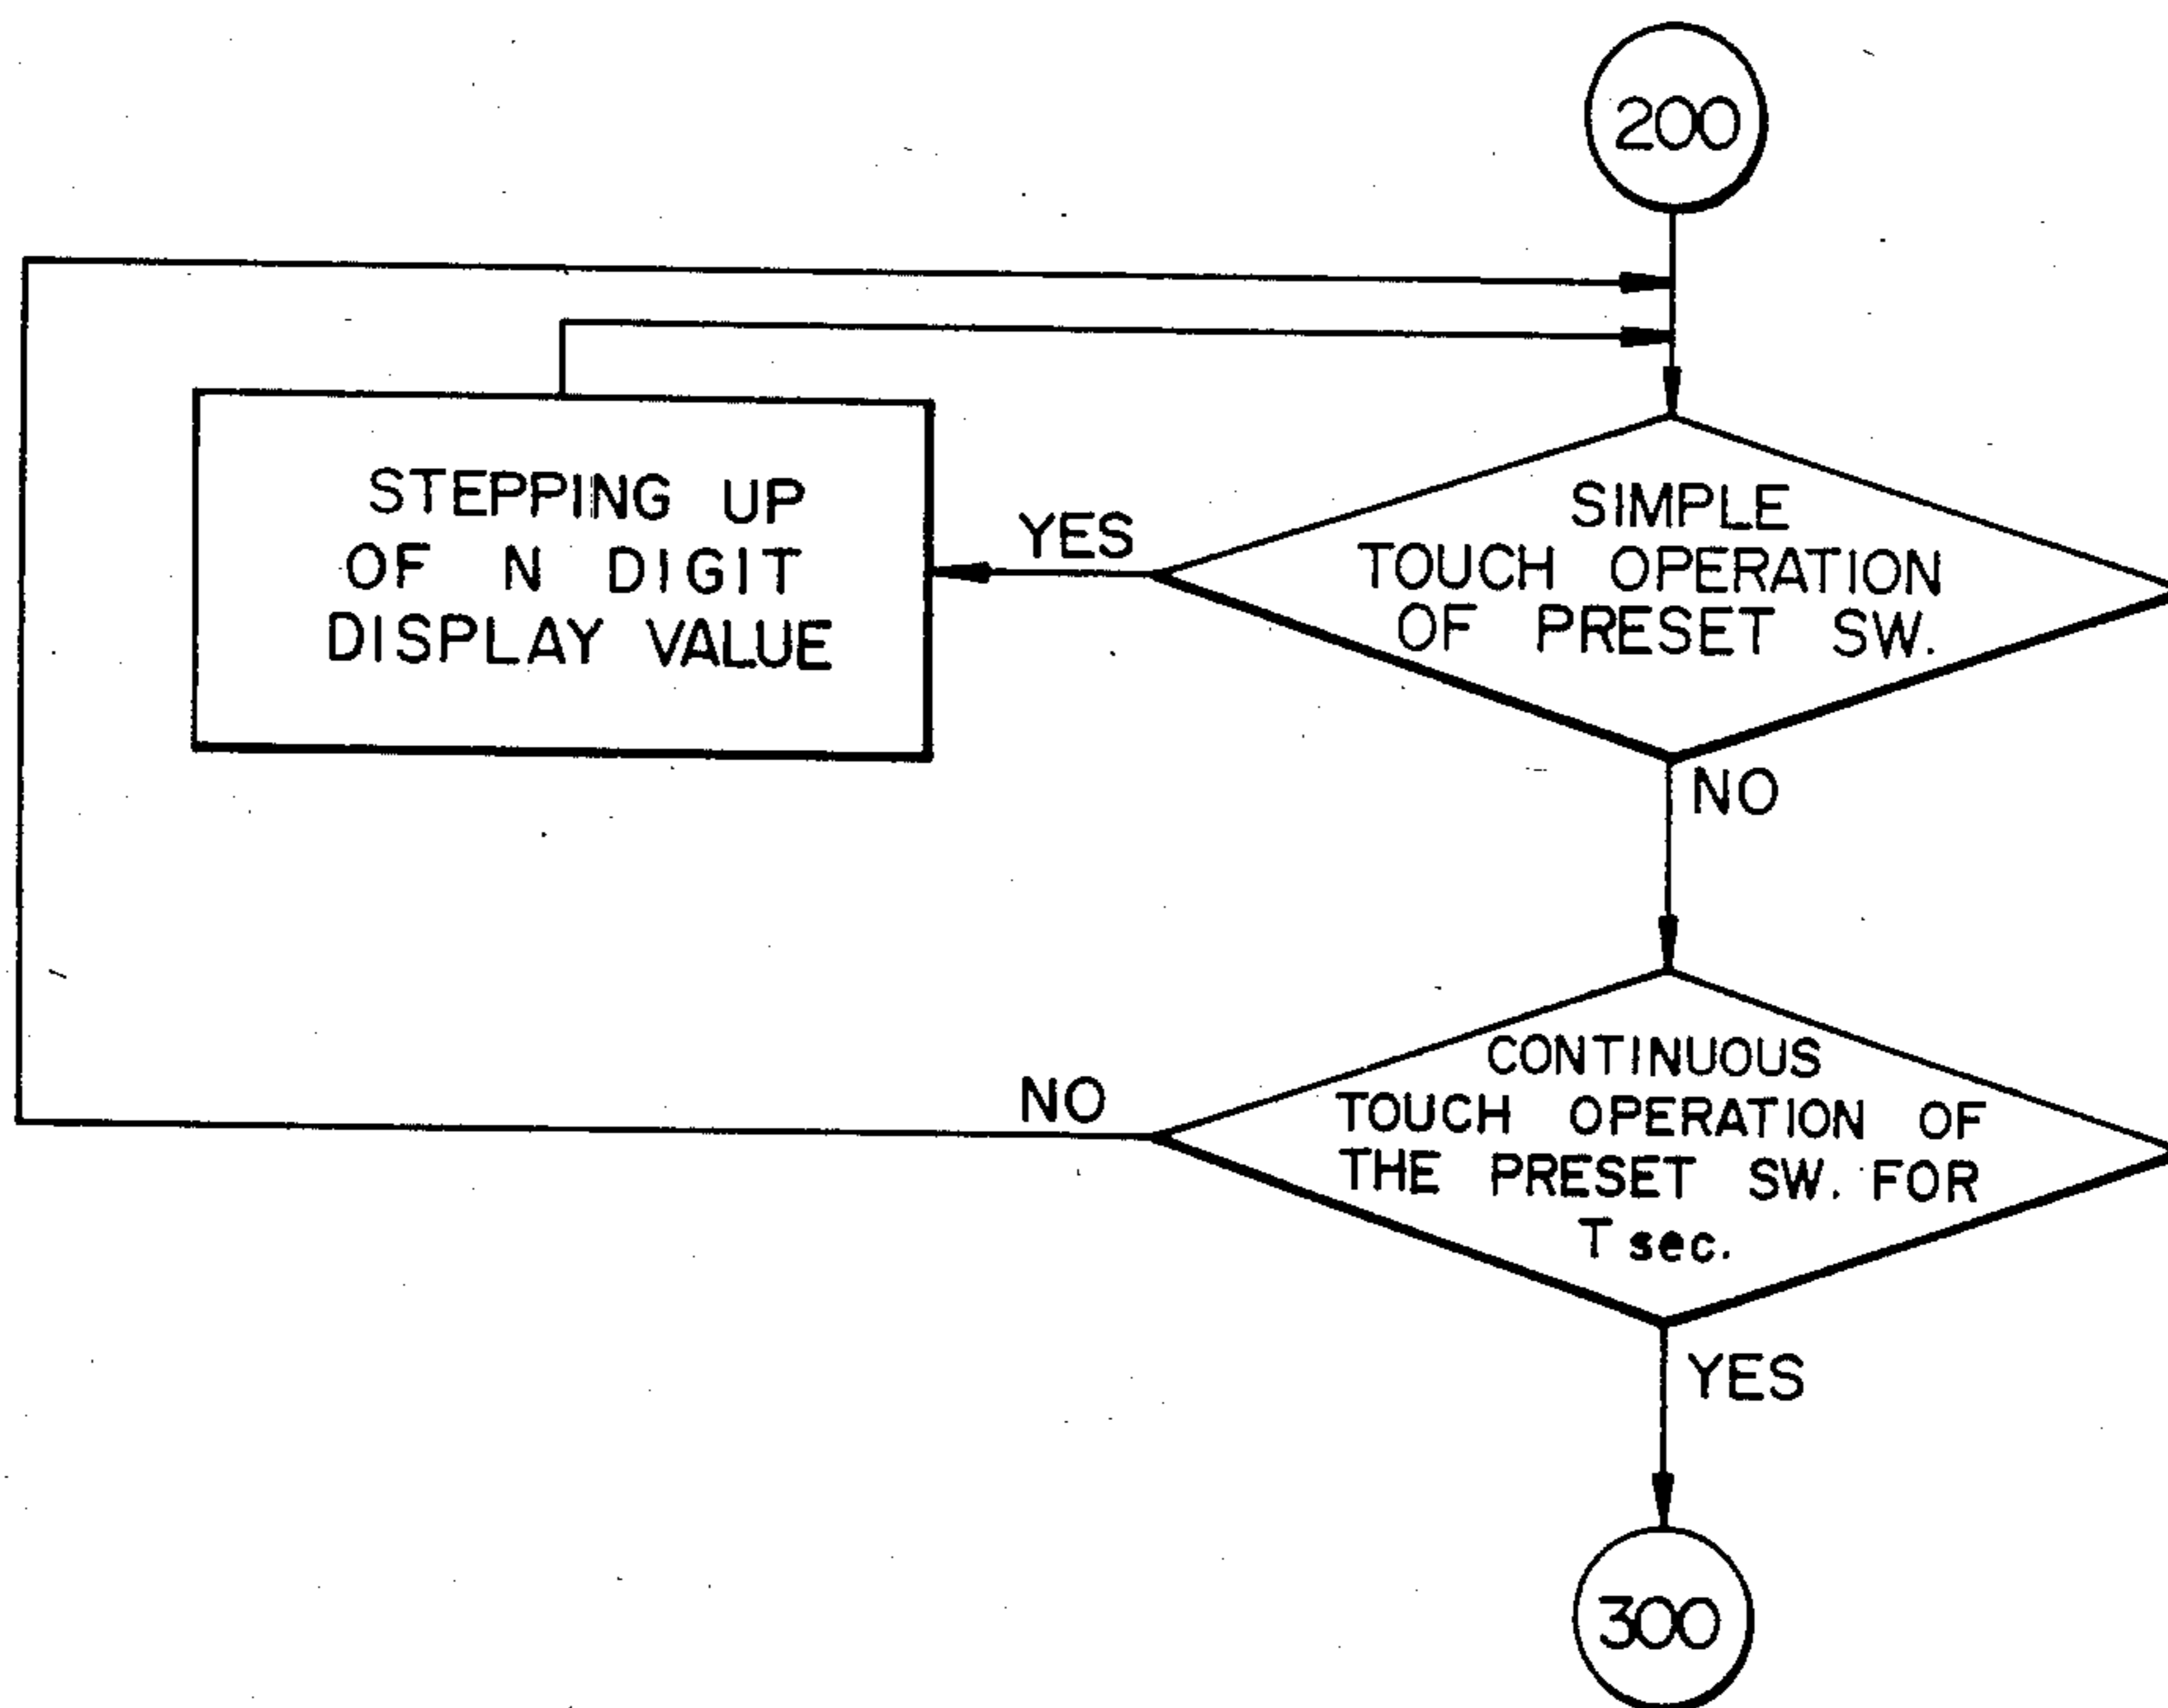 200
SIMPLE
TOUCH OPERATION
OF PRESET SW.
YES
STEPPING UP
OF N DIGIT
DISPLAY VALUE
NO
CONTINUOUS
TOUCH OPERATION OF
THE PRESET SW. FOR
T sec.
NO
YES
300